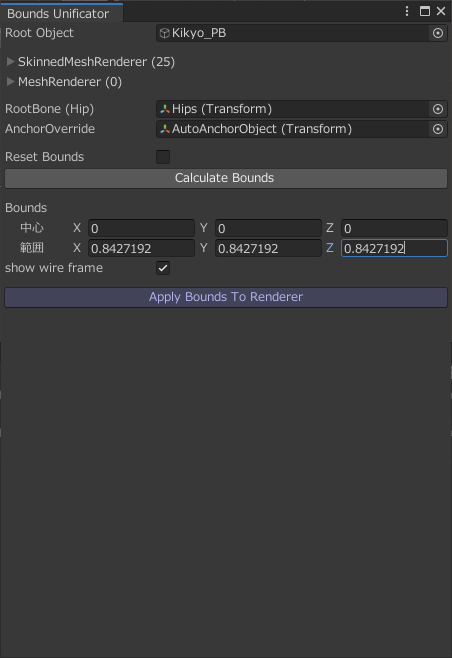 Bounds Unificator
Root Object Kikyo_PB
SkinnedMeshRenderer (25)
MeshRenderer (0)
RootBone (Hip) Hips (Transform)
AnchorOverride AutoAnchorObject (Transform)
Reset Bounds
Calculate Bounds
Bounds
中心 X 0 Y 0 Z 0
範囲 X 0.8427192 Y 0.8427192 Z 0.8427192
show wire frame
Apply Bounds To Renderer